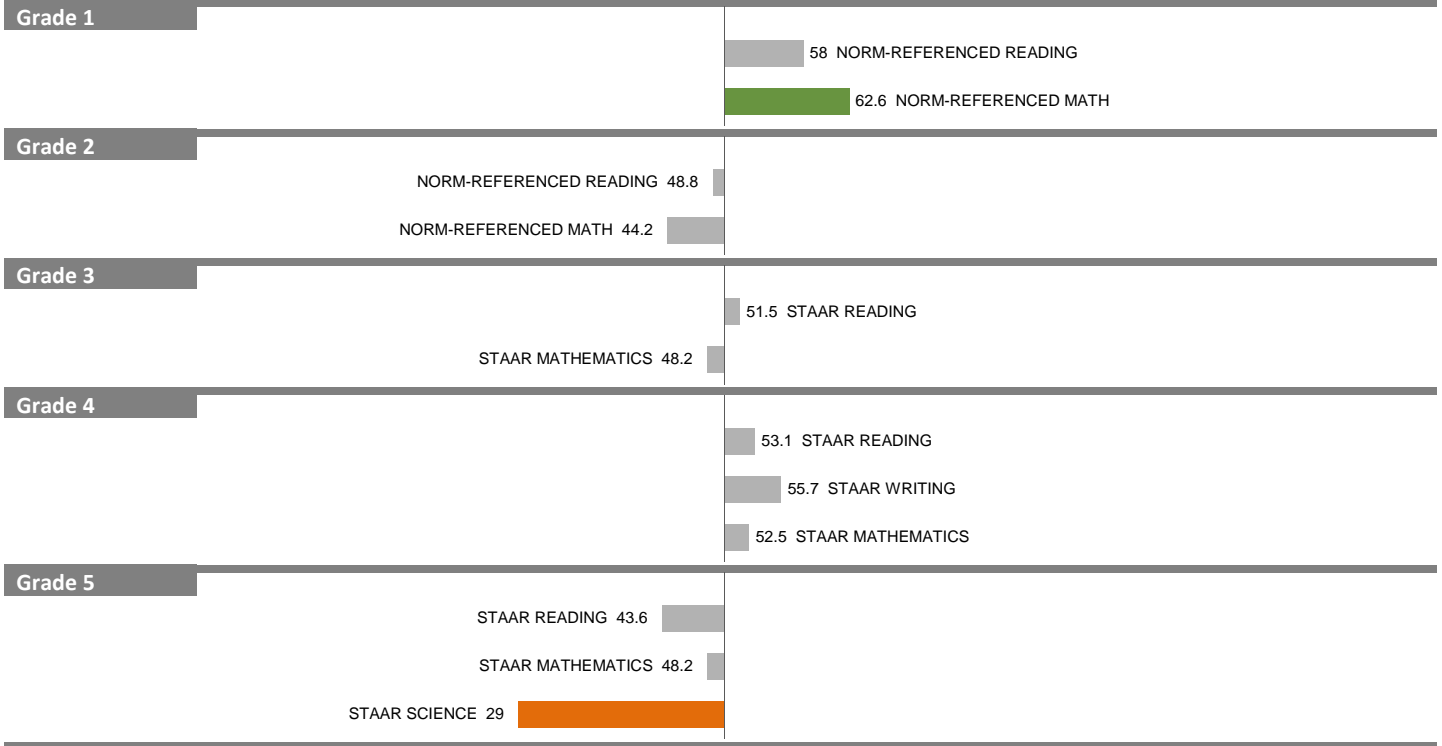 Grade 1
58 NORM-REFERENCED READING
62.6 NORM-REFERENCED MATH
Grade 2
NORM-REFERENCED READING 48.8
NORM-REFERENCED MATH 44.2
Grade 3
51.5 STAAR READING
STAAR MATHEMATICS 48.2
Grade 4
53.1 STAAR READING
55.7 STAAR WRITING
52.5 STAAR MATHEMATICS
Grade 5
STAAR READING 43.6
STAAR MATHEMATICS 48.2
STAAR SCIENCE 29